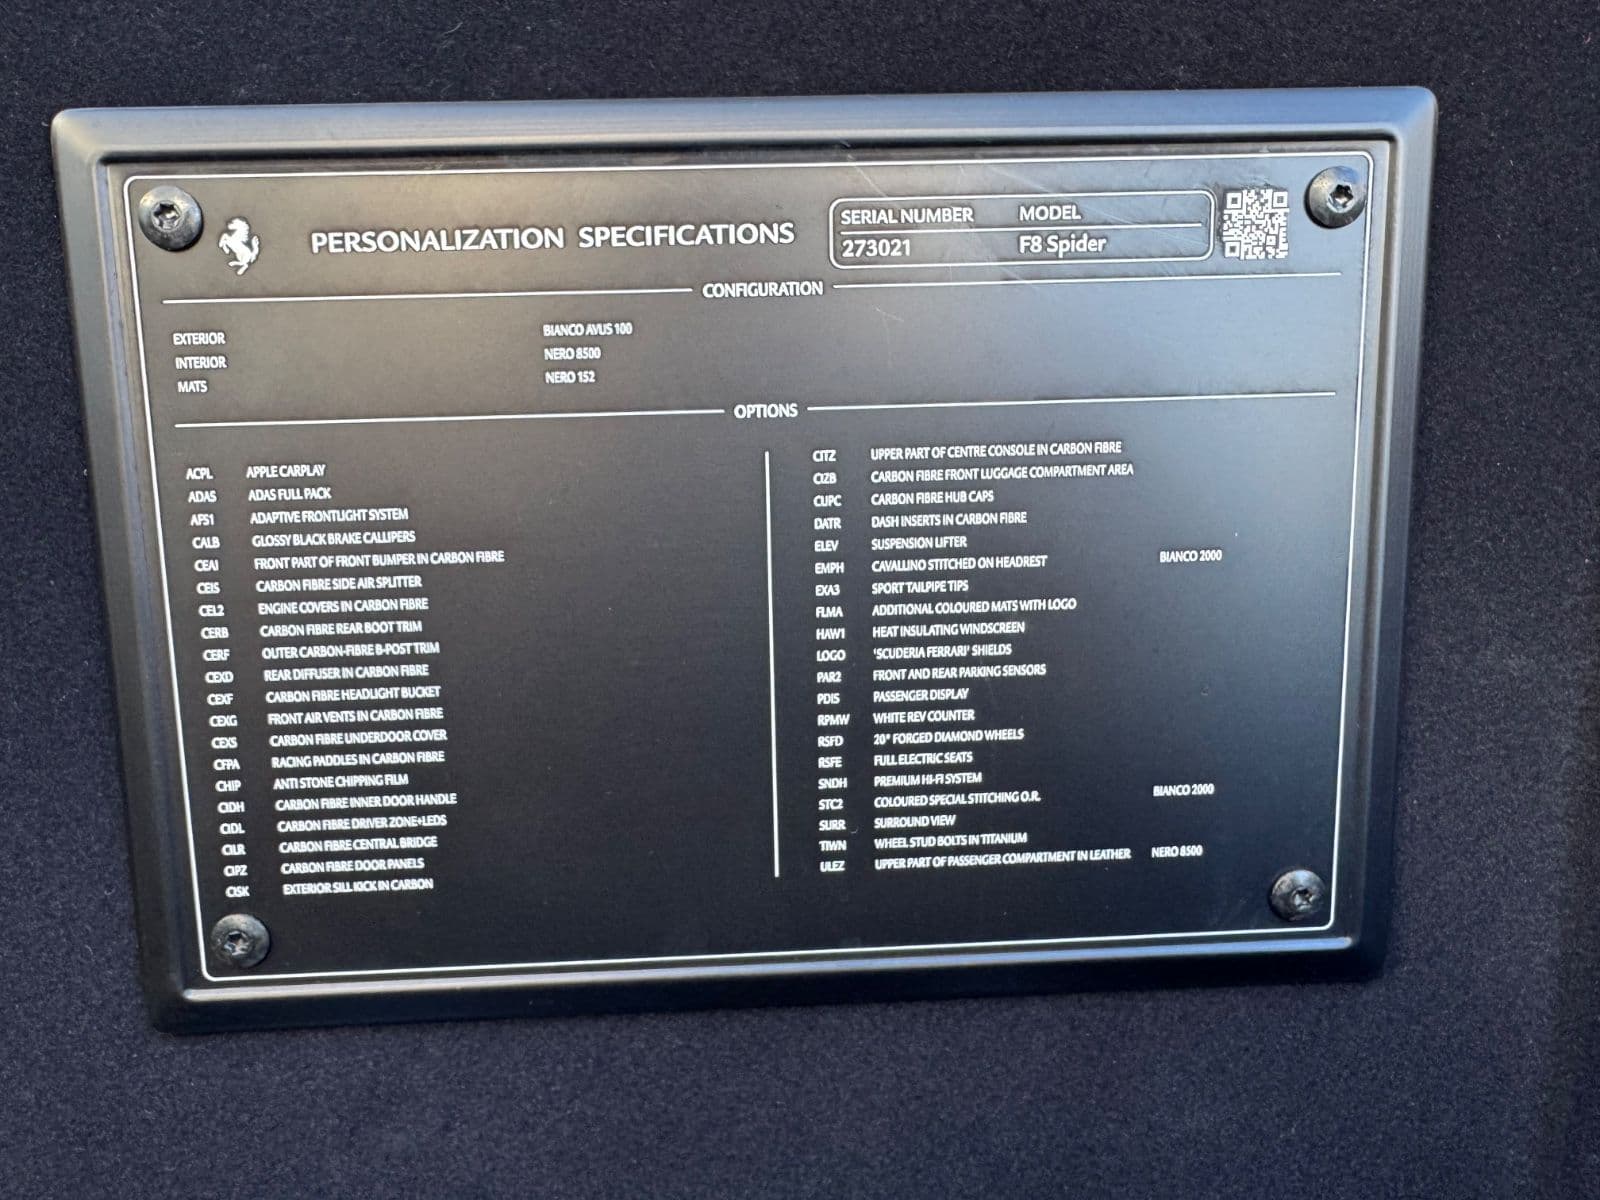 PERSONALIZATION SPECIFICATIONS
SERIAL NUMBER MODEL
273021 F8 Spider
CONFIGURATION
EXTERIOR BIANCO AVUS 100
INTERIOR NERO 8500
MATS NERO 152
OPTIONS
ACPL APPLE CARPLAY
ADAS ADAS FULL PACK
AFS1 ADAPTIVE FRONTLIGHT SYSTEM
CALB GLOSSY BLACK BRAKE CALLIPERS
CEA1 FRONT PART OF FRONT BUMPER IN CARBON FIBRE
CEIS CARBON FIBRE SIDE AIR SPLITTER
CEL2 ENGINE COVERS IN CARBON FIBRE
CERB CARBON FIBRE REAR BOOT TRIM
CERF OUTER CARBON-FIBRE B-POST TRIM
CEXD REAR DIFFUSER IN CARBON FIBRE
CEXF CARBON FIBRE HEADLIGHT BUCKET
CEXG FRONT AIR VENTS IN CARBON FIBRE
CEXS CARBON FIBRE UNDERDOOR COVER
CFPA RACING PADDLES IN CARBON FIBRE
CHIP ANTI STONE CHIPPING FILM
CIDH CARBON FIBRE INNER DOOR HANDLE
CIDL CARBON FIBRE DRIVER ZONE+LEDS
CILR CARBON FIBRE CENTRAL BRIDGE
CIPZ CARBON FIBRE DOOR PANELS
CISK EXTERIOR SILL KICK IN CARBON
CITZ UPPER PART OF CENTRE CONSOLE IN CARBON FIBRE
CIZB CARBON FIBRE FRONT LUGGAGE COMPARTMENT AREA
CUPC CARBON FIBRE HUB CAPS
DATR DASH INSERTS IN CARBON FIBRE
ELEV SUSPENSION LIFTER
EMPH CAVALLINO STITCHED ON HEADREST BIANCO 2000
EXA3 SPORT TAILPIPE TIPS
FLMA ADDITIONAL COLOURED MATS WITH LOGO
HAW1 HEAT INSULATING WINDSCREEN
LOGO 'SCUDERIA FERRARI' SHIELDS
PAR2 FRONT AND REAR PARKING SENSORS
PDIS PASSENGER DISPLAY
RPMW WHITE REV COUNTER
RSFD 20" FORGED DIAMOND WHEELS
RSFE FULL ELECTRIC SEATS
SNDH PREMIUM HI-FI SYSTEM
STC2 COLOURED SPECIAL STITCHING O.R. BIANCO 2000
SURR SURROUND VIEW
TIWN WHEEL STUD BOLTS IN TITANIUM
ULEZ UPPER PART OF PASSENGER COMPARTMENT IN LEATHER NERO 8500